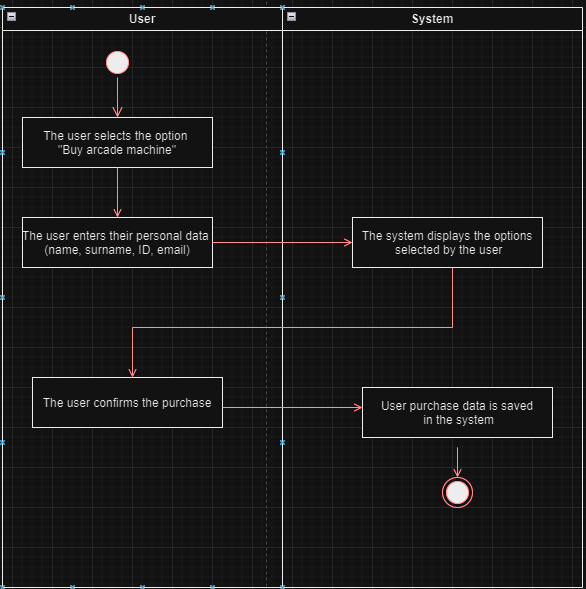 User
System
The user selects the option
"Buy arcade machine"
The user enters their personal data
(name, surname, ID, email)
The system displays the options
selected by the user
The user confirms the purchase
User purchase data is saved
in the system